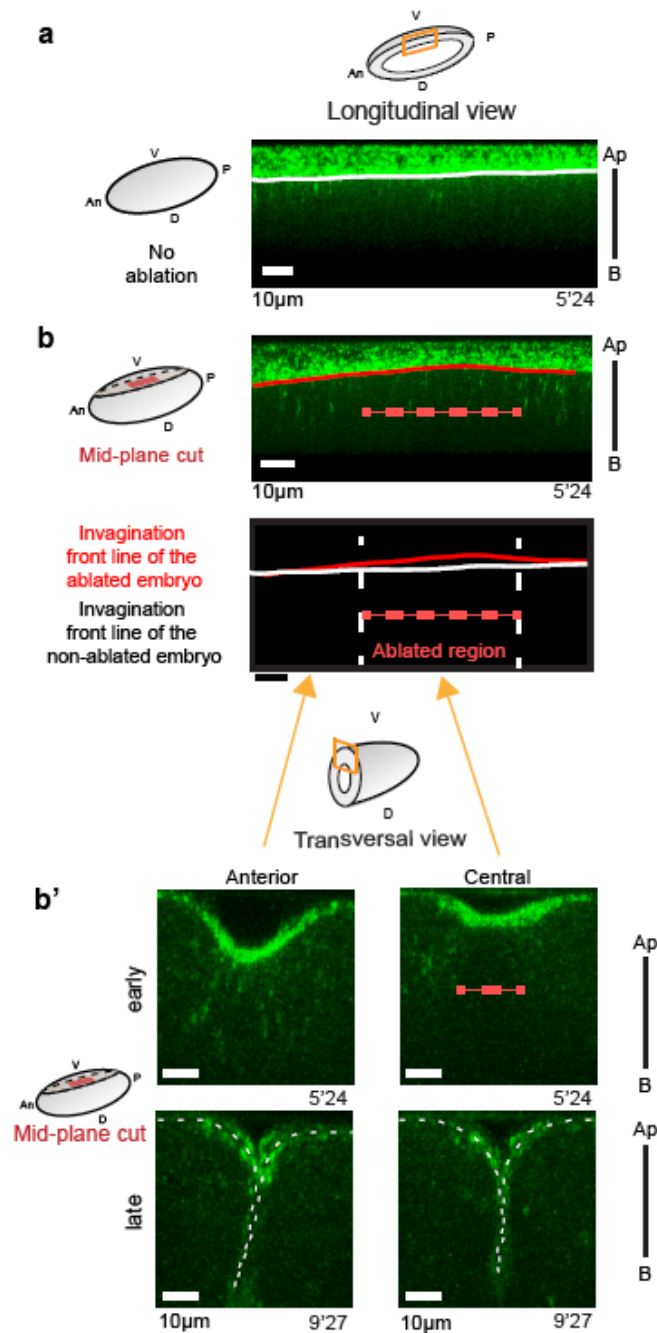 a
V
P
An
D
Longitudinal view
V
P
An
D
No
ablation
Ap
B
10µm
5'24
b
V
P
An
D
Mid-plane cut
Ap
B
10µm
5'24
Invagination
front line of the
ablated embryo
Invagination
front line of the
non-ablated embryo
Ablated region
V
D
Transversal view
b'
Anterior
Central
early
5'24
5'24
Ap
B
V
P
An
D
Mid-plane cut
late
10µm
9'27
10µm
9'27
Ap
B